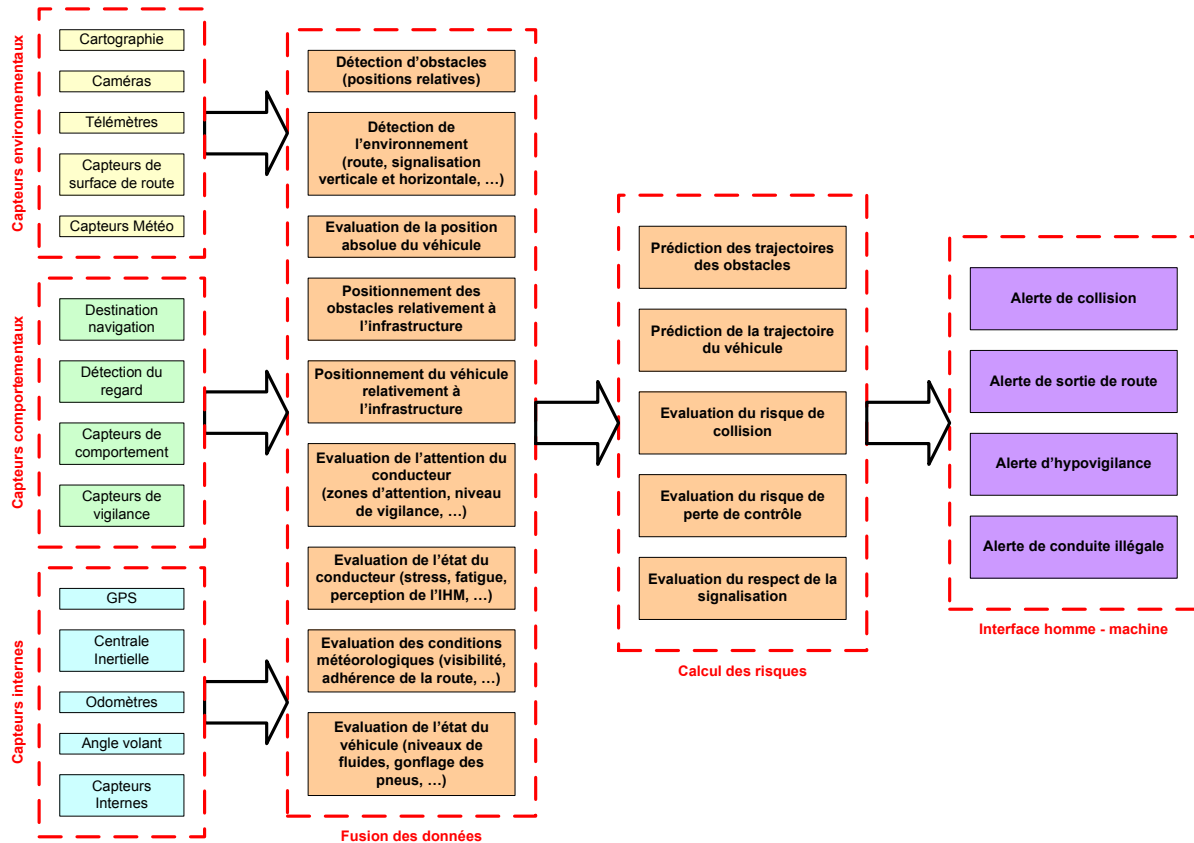 Capteurs environnementaux
Cartographie
Caméras
Télémètres
Capteurs de
surface de route
Capteurs Météo
Capteurs comportementaux
Destination
navigation
Détection du
regard
Capteurs de
comportement
Capteurs de
vigilance
Capteurs internes
GPS
Centrale
Inertielle
Odomètres
Angle volant
Capteurs
Internes
Détection d'obstacles
(positions relatives)
Détection de
l'environnement
(route, signalisation
verticale et horizontale, …)
Evaluation de la position
absolue du véhicule
Positionnement des
obstacles relativement à
l'infrastructure
Positionnement du véhicule
relativement à
l'infrastructure
Evaluation de l'attention du
conducteur
(zones d'attention, niveau
de vigilance, …)
Evaluation de l'état du
conducteur (stress, fatigue,
perception de l'IHM, …)
Evaluation des conditions
météorologiques (visibilité,
adhérence de la route, …)
Evaluation de l'état du
véhicule (niveaux de
fluides, gonflage des
pneus, …)
Fusion des données
Prédiction des trajectoires
des obstacles
Prédiction de la trajectoire
du véhicule
Evaluation du risque de
collision
Evaluation du risque de
perte de contrôle
Evaluation du respect de la
signalisation
Calcul des risques
Alerte de collision
Alerte de sortie de route
Alerte d'hypovigilance
Alerte de conduite illégale
Interface homme - machine